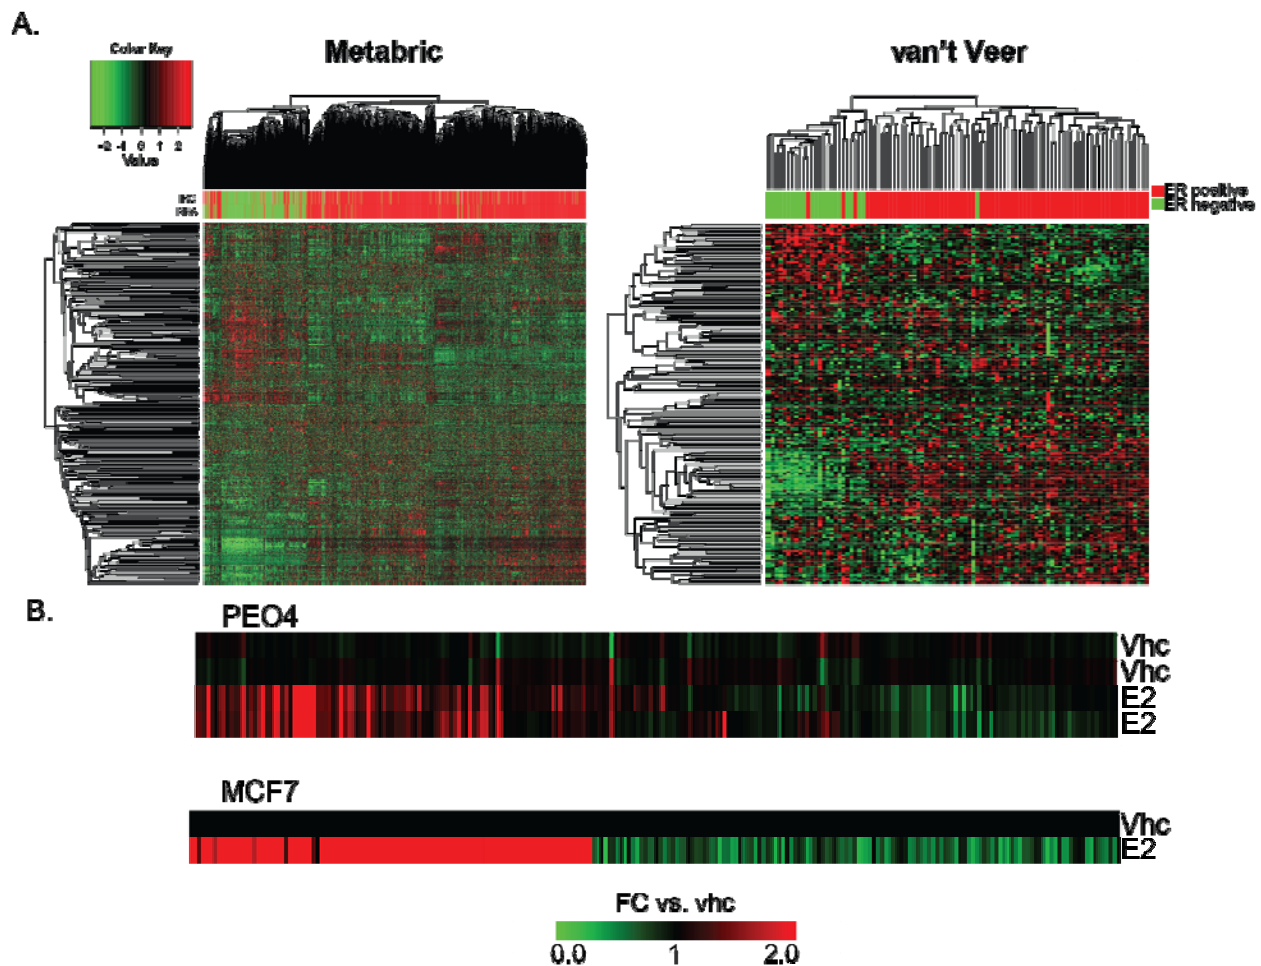 A.
Color Key
-2 -1 0 1 2
Value
Metabric
van't Veer
IHC
ER positive
ER negative
B.
PEO4
Vhc
Vhc
E2
E2
MCF7
Vhc
E2
FC vs. vhc
0.0 1 2.0